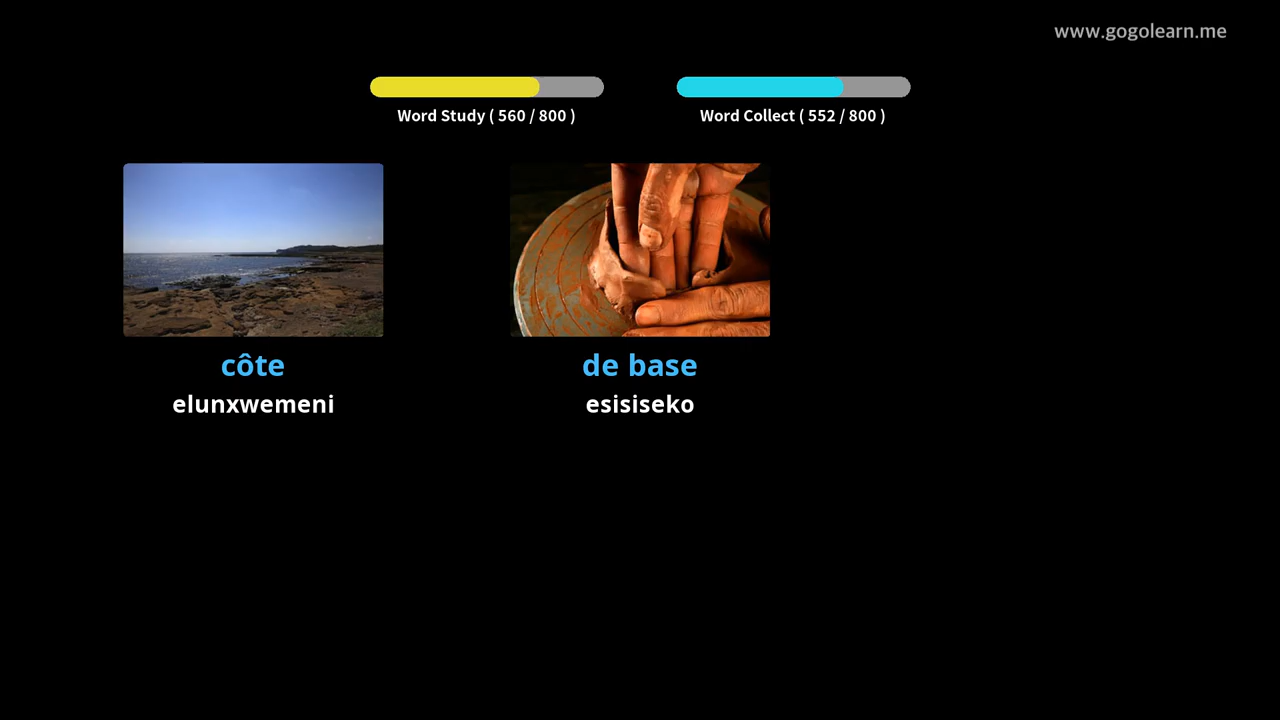 www.gogolearn.me
Word Study ( 560 / 800 )
Word Collect ( 552 / 800 )
côte
de base
elunxwemeni
esisiseko